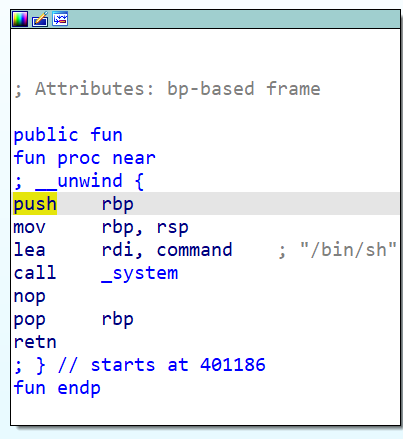 ; Attributes: bp-based frame
public fun
fun proc near
; __unwind {
push rbp
mov rbp, rsp
lea rdi, command ; "/bin/sh"
call _system
nop
pop rbp
retn
; } // starts at 401186
fun endp